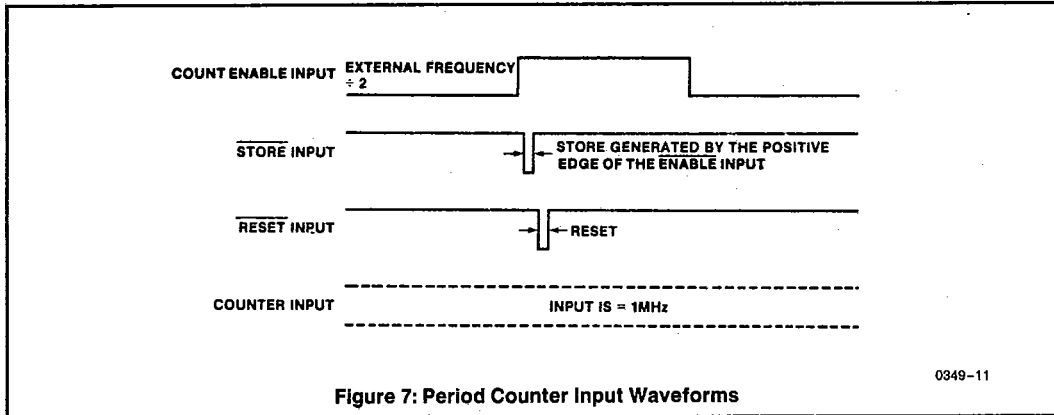 COUNT ENABLE INPUT
EXTERNAL FREQUENCY
÷ 2
STORE INPUT
STORE GENERATED BY THE POSITIVE
EDGE OF THE ENABLE INPUT
RESET INPUT
RESET
COUNTER INPUT
INPUT IS = 1MHz
0349-11
Figure 7: Period Counter Input Waveforms